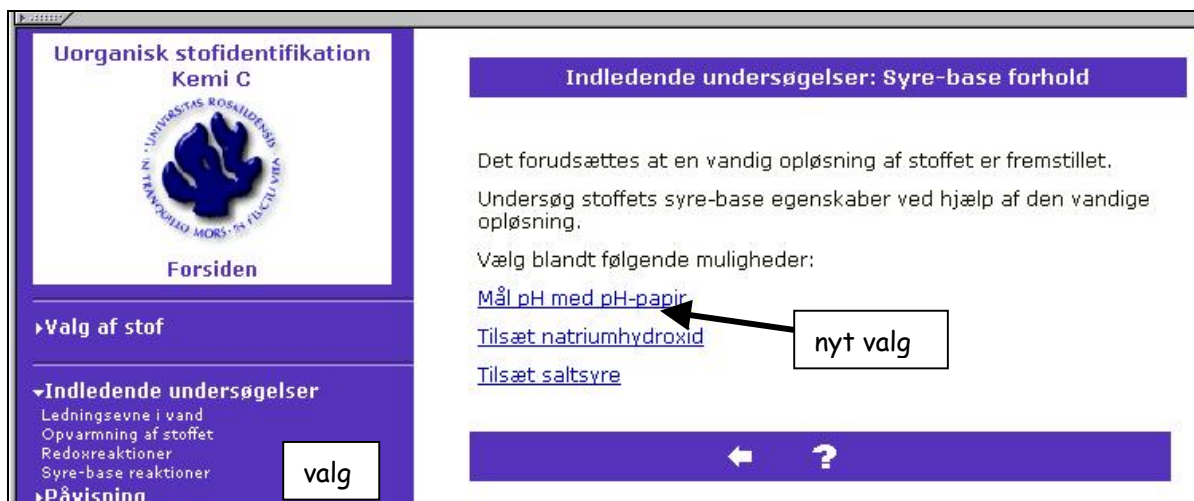 Uorganisk stofidentifikation
Kemi C
Forsiden
▸Valg af stof
▾Indledende undersøgelser
Ledningsevne i vand
Opvarmning af stoffet
Redoxreaktioner
Syre-base reaktioner
valg
▸Påvisning
Indledende undersøgelser: Syre-base forhold
Det forudsættes at en vandig opløsning af stoffet er fremstillet.
Undersøg stoffets syre-base egenskaber ved hjælp af den vandige
opløsning.
Vælg blandt følgende muligheder:
Mål pH med pH-papir
Tilsæt natriumhydroxid
nyt valg
Tilsæt saltsyre
?